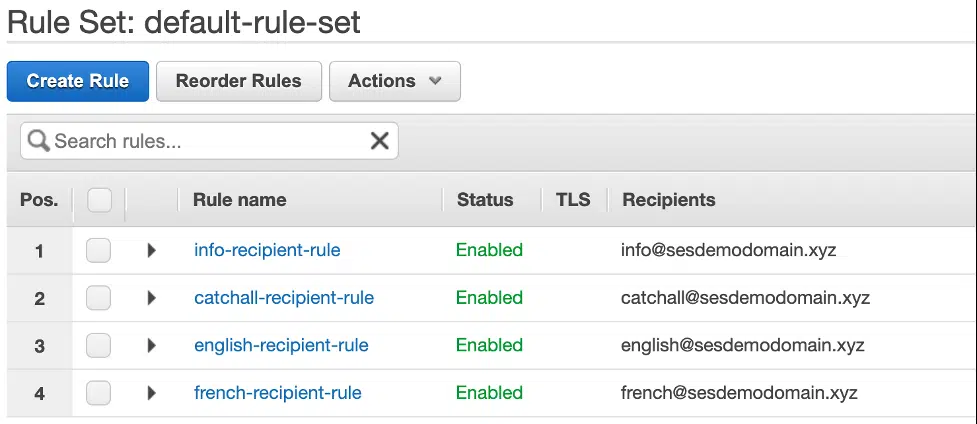 Rule Set: default-rule-set
Create Rule Reorder Rules Actions
Search rules...
Pos. Rule name Status TLS Recipients
1 info-recipient-rule Enabled info@sesdemodomain.xyz
2 catchall-recipient-rule Enabled catchall@sesdemodomain.xyz
3 english-recipient-rule Enabled english@sesdemodomain.xyz
4 french-recipient-rule Enabled french@sesdemodomain.xyz